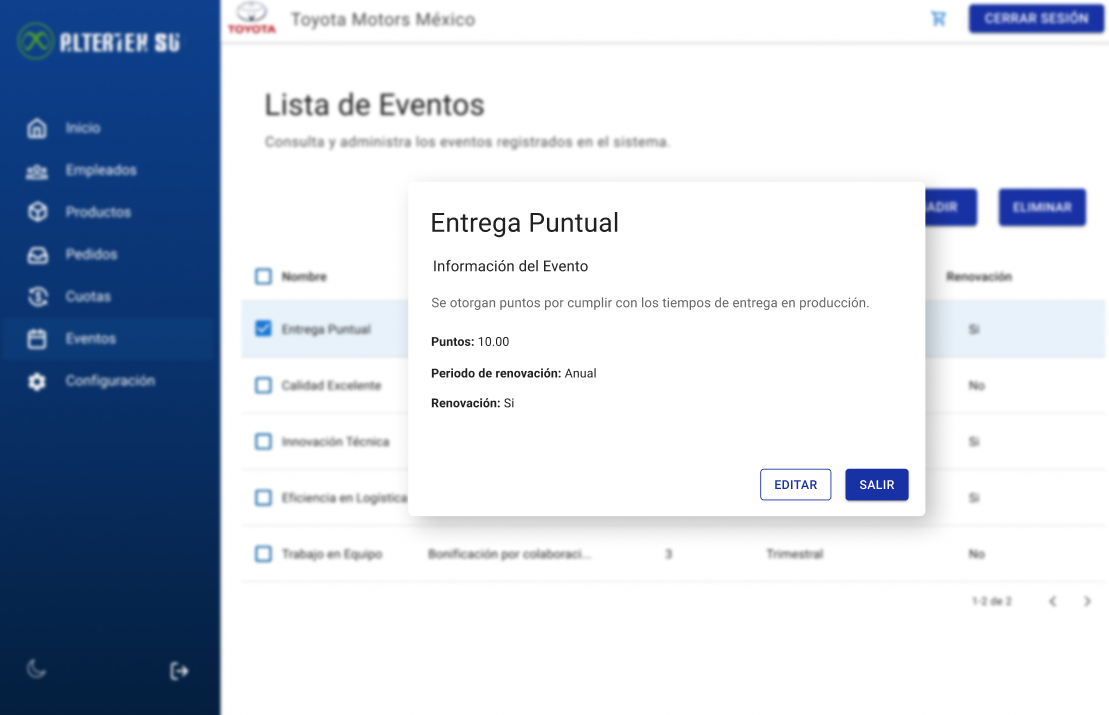 TOYOTA
Toyota Motors México
CERRAR SESIÓN
Inicio
Empleados
Productos
Pedidos
Cuotas
Eventos
Configuración
Lista de Eventos
Consulta y administra los eventos registrados en el sistema.
ELIMINAR
Nombre
Renovación
Entrega Puntual
Si
Calidad Excelente
No
Innovación Técnica
Si
Eficiencia en Logística
Si
Trabajo en Equipo
Bonificación por colaboraci...
3
Trimestral
No
1-2 de 2
Entrega Puntual
Información del Evento
Se otorgan puntos por cumplir con los tiempos de entrega en producción.
Puntos: 10.00
Periodo de renovación: Anual
Renovación: Si
EDITAR
SALIR